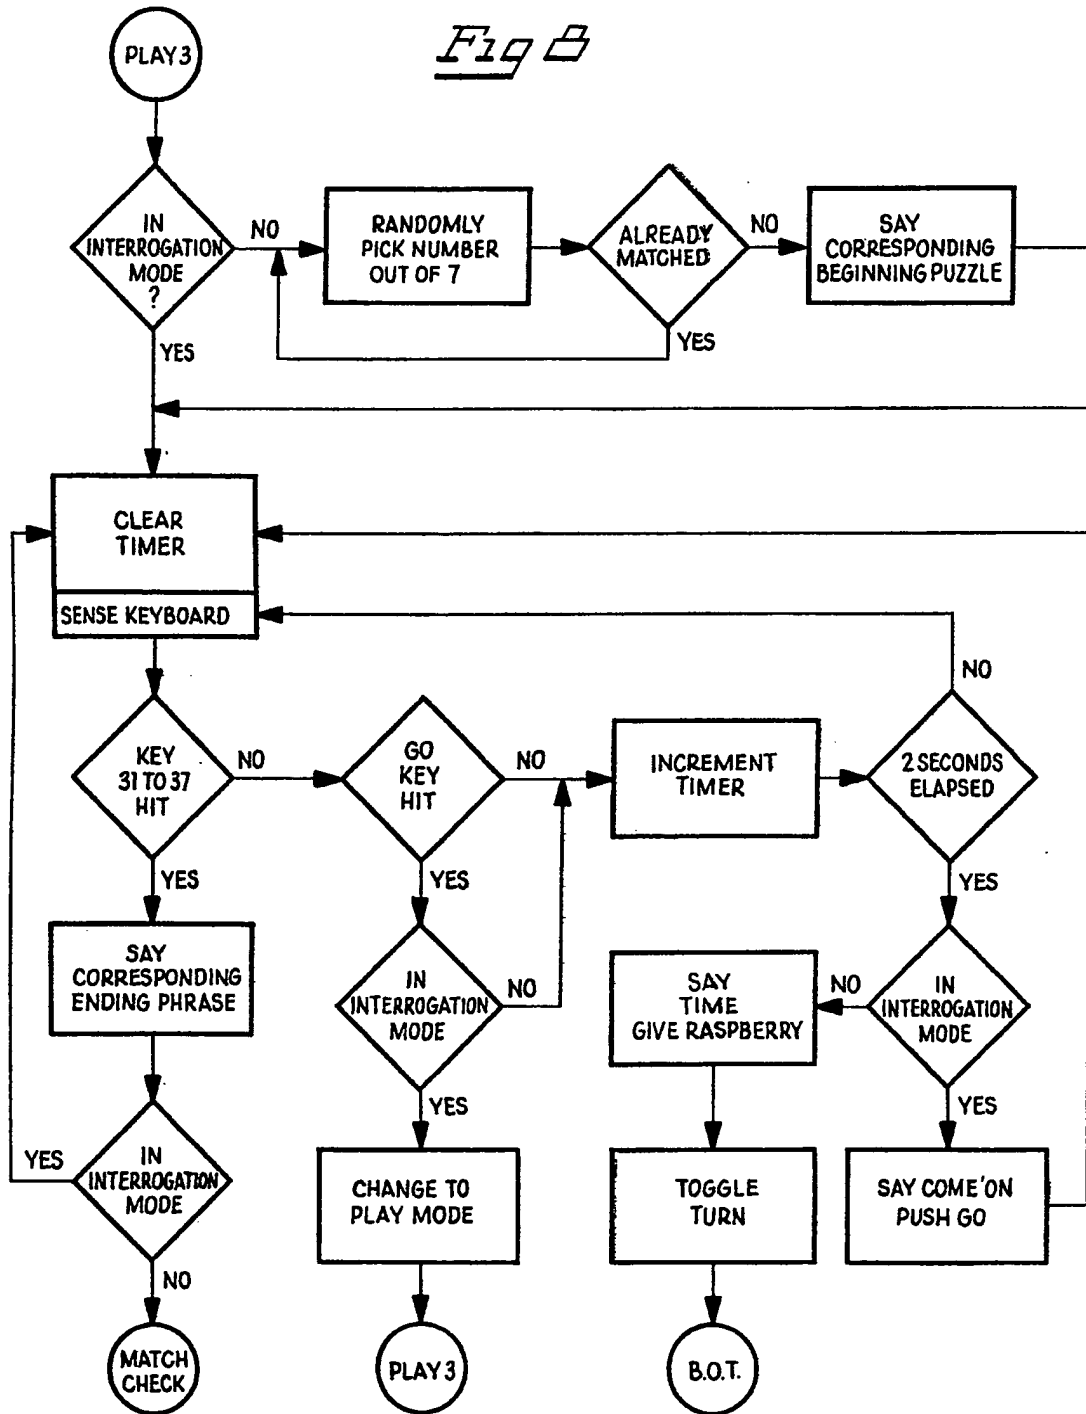 Fig 8
PLAY 3
IN
INTERROGATION
MODE
?
NO
YES
RANDOMLY
PICK NUMBER
OUT OF 7
ALREADY
MATCHED
NO
YES
SAY
CORRESPONDING
BEGINNING PUZZLE
CLEAR
TIMER
SENSE KEYBOARD
KEY
31 TO 37
HIT
NO
YES
GO
KEY
HIT
NO
YES
INCREMENT
TIMER
2 SECONDS
ELAPSED
NO
YES
SAY
CORRESPONDING
ENDING PHRASE
IN
INTERROGATION
MODE
NO
YES
SAY
TIME
GIVE RASPBERRY
IN
INTERROGATION
MODE
NO
YES
IN
INTERROGATION
MODE
YES
NO
CHANGE TO
PLAY MODE
TOGGLE
TURN
SAY COME'ON
PUSH GO
MATCH
CHECK
PLAY 3
B.O.T.